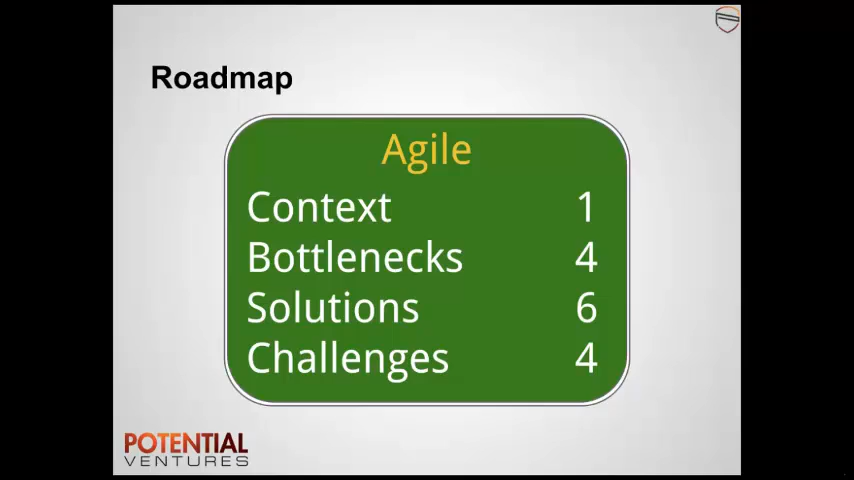 Roadmap
Agile
Context 1
Bottlenecks 4
Solutions 6
Challenges 4
POTENTIAL
VENTURES